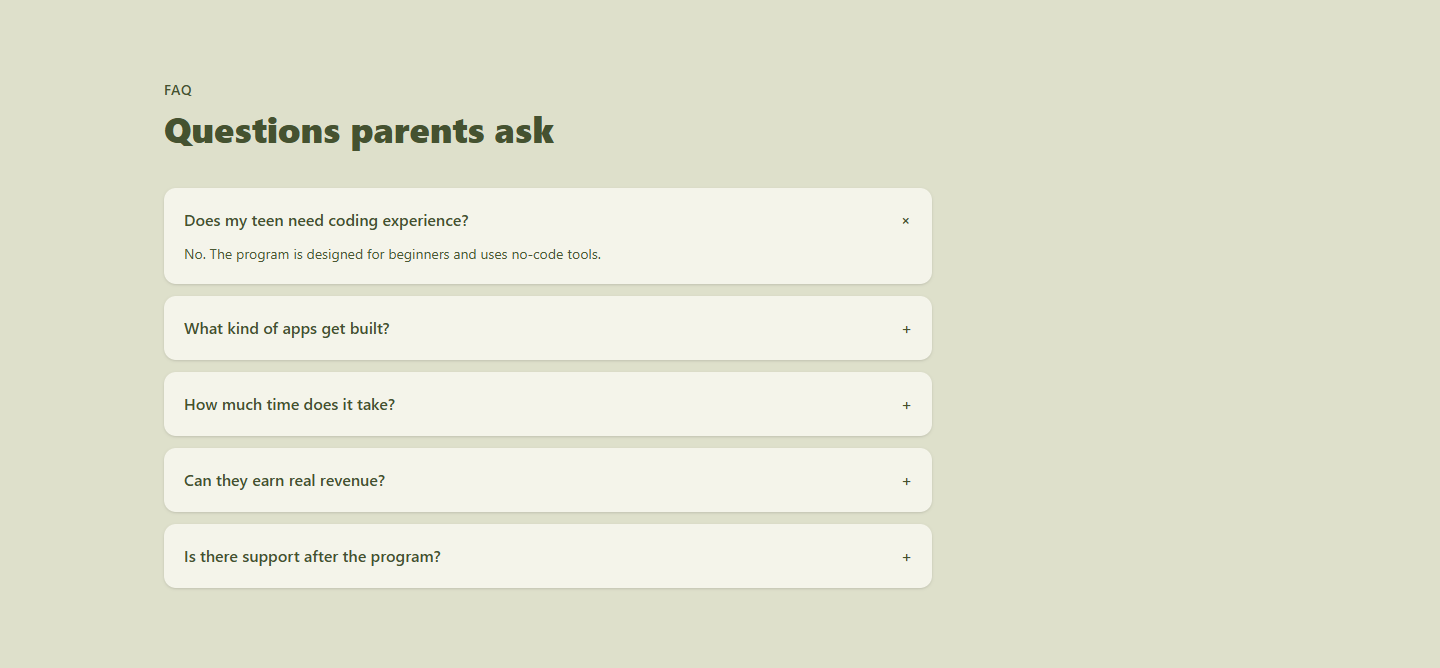 FAQ
Questions parents ask
Does my teen need coding experience? ×
No. The program is designed for beginners and uses no-code tools.
What kind of apps get built? +
How much time does it take? +
Can they earn real revenue? +
Is there support after the program? +